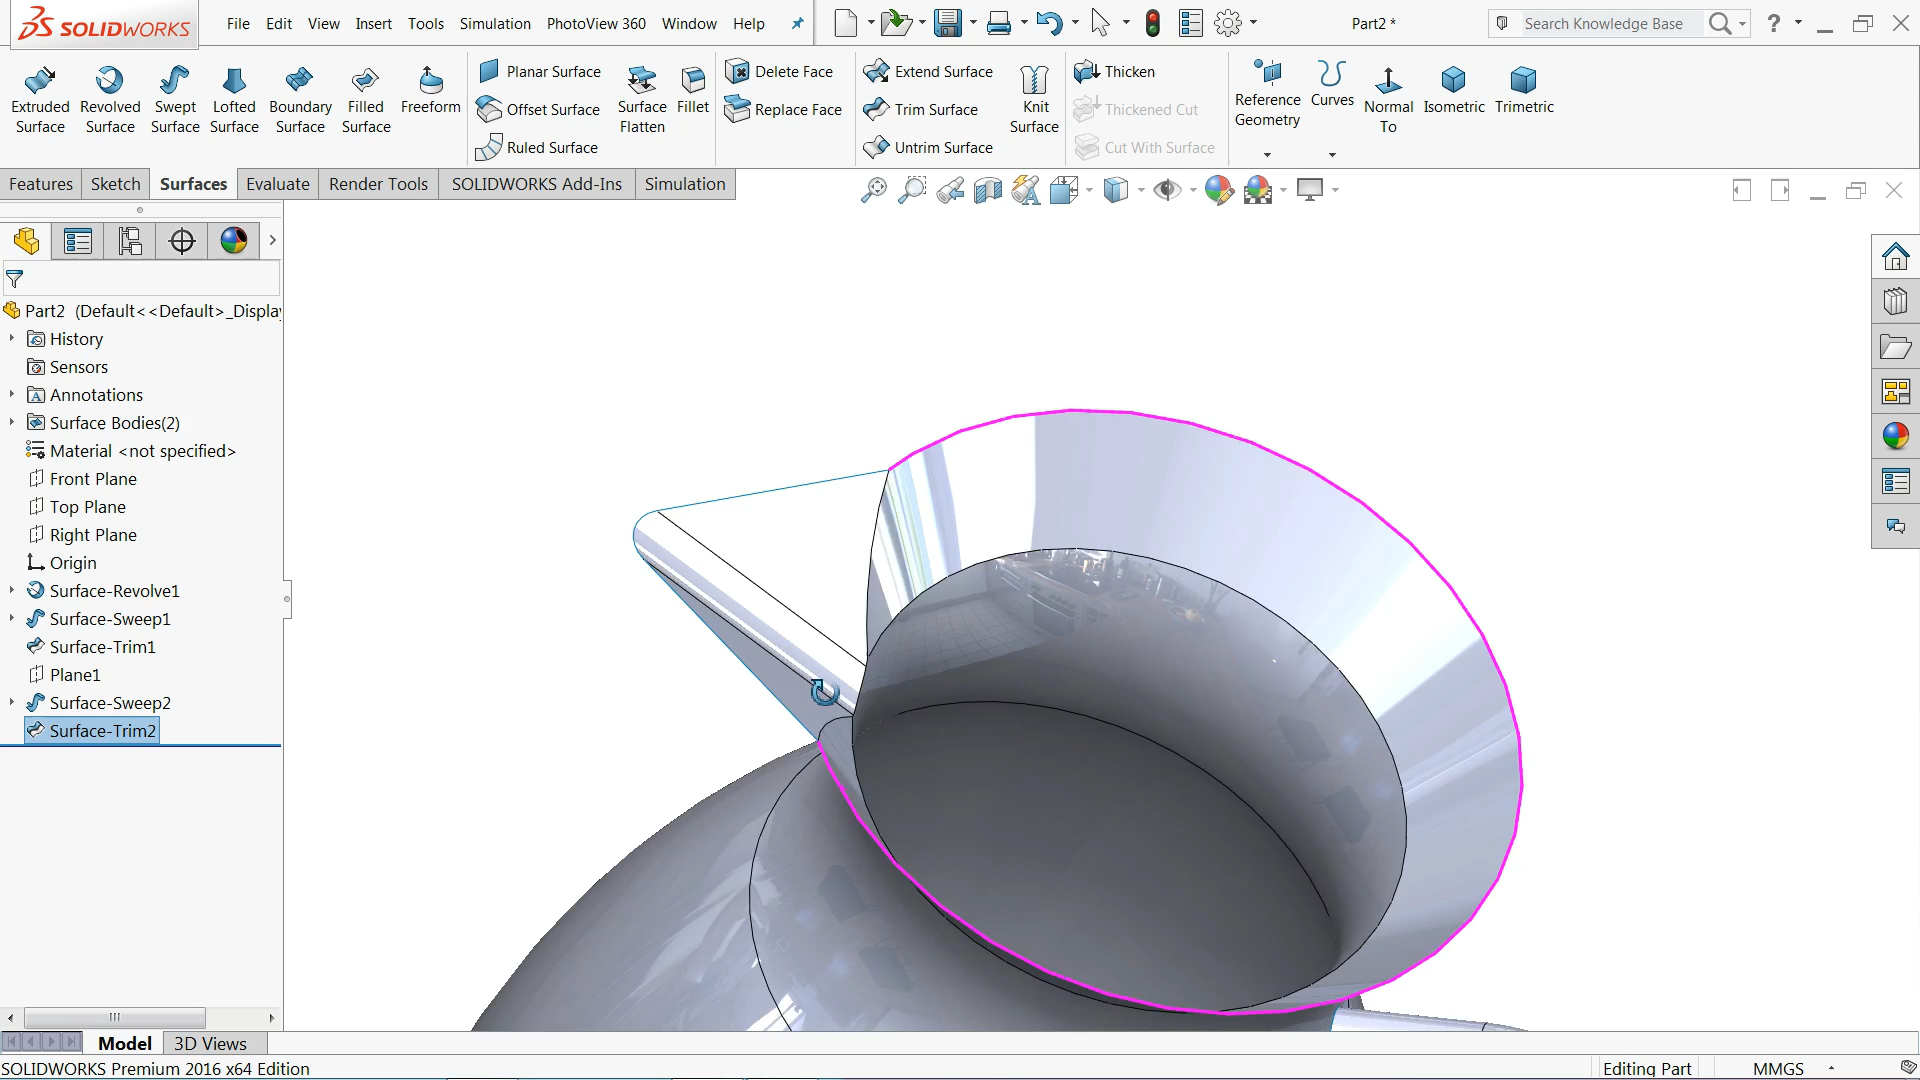 SOLIDWORKS File Edit View Insert Tools Simulation PhotoView 360 Window Help Part2 * Search Knowledge Base ?
Extruded Surface
Revolved Surface
Swept Surface
Lofted Surface
Boundary Surface
Filled Surface
Freeform
Planar Surface
Offset Surface
Ruled Surface
Surface Flatten
Fillet
Delete Face
Replace Face
Extend Surface
Trim Surface
Untrim Surface
Knit Surface
Thicken
Thickened Cut
Cut With Surface
Reference Geometry
Curves
Normal To
Isometric
Trimetric
Features Sketch Surfaces Evaluate Render Tools SOLIDWORKS Add-Ins Simulation
Part2 (Default<<Default>_Displa
History
Sensors
Annotations
Surface Bodies(2)
Material <not specified>
Front Plane
Top Plane
Right Plane
Origin
Surface-Revolve1
Surface-Sweep1
Surface-Trim1
Plane1
Surface-Sweep2
Surface-Trim2
Model 3D Views
SOLIDWORKS Premium 2016 x64 Edition Editing Part MMGS